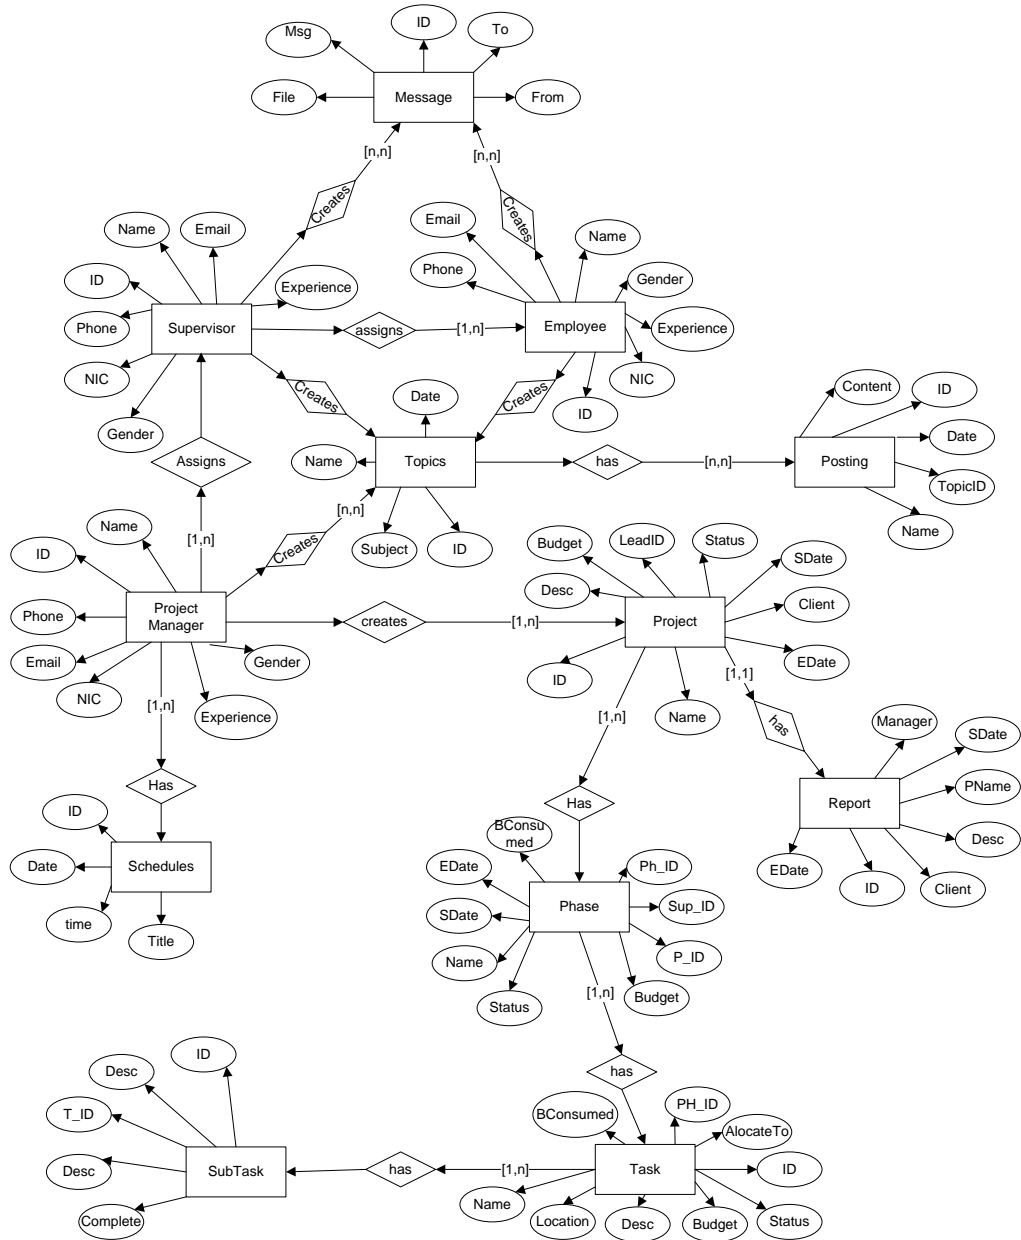 ID
To
Msg
File
Message
From
[n,n]
[n,n]
Creates
Creates
Name
Email
Email
Name
ID
Experience
Phone
Gender
Phone
Supervisor
assigns
[1,n]
Employee
Experience
NIC
NIC
Gender
Creates
Creates
ID
Date
Content
ID
Assigns
Name
Topics
has
[n,n]
Posting
Date
TopicID
Name
[n,n]
Subject
ID
[1,n]
Creates
Name
ID
Budget
LeadID
Status
SDate
Desc
Phone
Project
Manager
creates
[1,n]
Project
Client
Email
Gender
EDate
NIC
ID
[1,1]
Name
[1,n]
Experience
[1,n]
has
Manager
SDate
Has
PName
ID
Has
Report
Desc
BConsu
med
Date
Schedules
EDate
Ph_ID
EDate
ID
Client
time
Title
SDate
Phase
Sup_ID
Name
P_ID
Status
[1,n]
Budget
ID
Desc
has
T_ID
BConsumed
PH_ID
AlocateTo
Desc
SubTask
has
[1,n]
Task
ID
Name
Complete
Location
Desc
Budget
Status